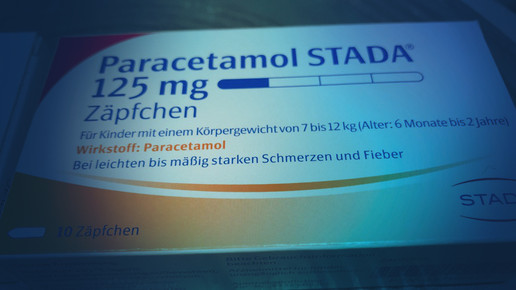 Paracetamol STADA®
125 mg
Zäpfchen
Für Kinder mit einem Körpergewicht von 7 bis 12 kg (Alter: 6 Monate bis 2 Jahre)
Wirkstoff: Paracetamol
Bei leichten bis mäßig starken Schmerzen und Fieber
STAD
10 Zäpfchen